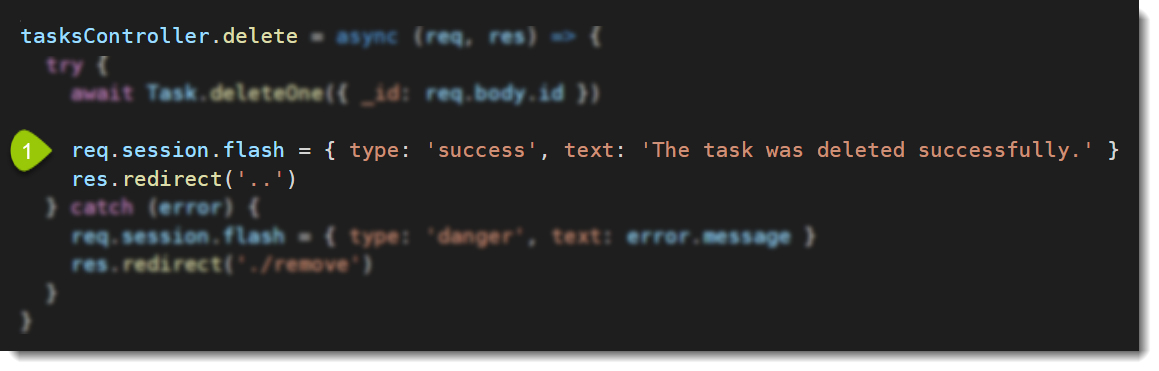 tasksController.delete = async (req, res) => {
try {
await Task.deleteOne({ _id: req.body.id })
1 req.session.flash = { type: 'success', text: 'The task was deleted successfully.' }
res.redirect('..')
} catch (error) {
req.session.flash = { type: 'danger', text: error.message }
res.redirect('./remove')
}
}